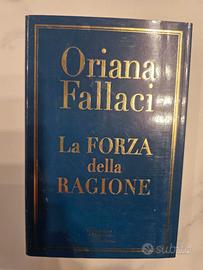 Oriana
Fallaci
La FORZA
della
RAGIONE
subito